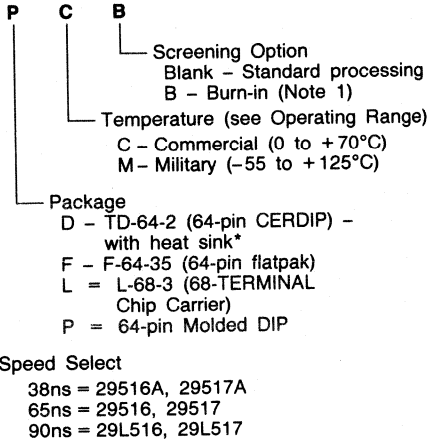 P C B
Screening Option
Blank – Standard processing
B – Burn-in (Note 1)
Temperature (see Operating Range)
C – Commercial (0 to +70°C)
M – Military (–55 to +125°C)
Package
D – TD-64-2 (64-pin CERDIP) –
with heat sink*
F – F-64-35 (64-pin flatpak)
L = L-68-3 (68-TERMINAL
Chip Carrier)
P = 64-pin Molded DIP
Speed Select
38ns = 29516A, 29517A
65ns = 29516, 29517
90ns = 29L516, 29L517